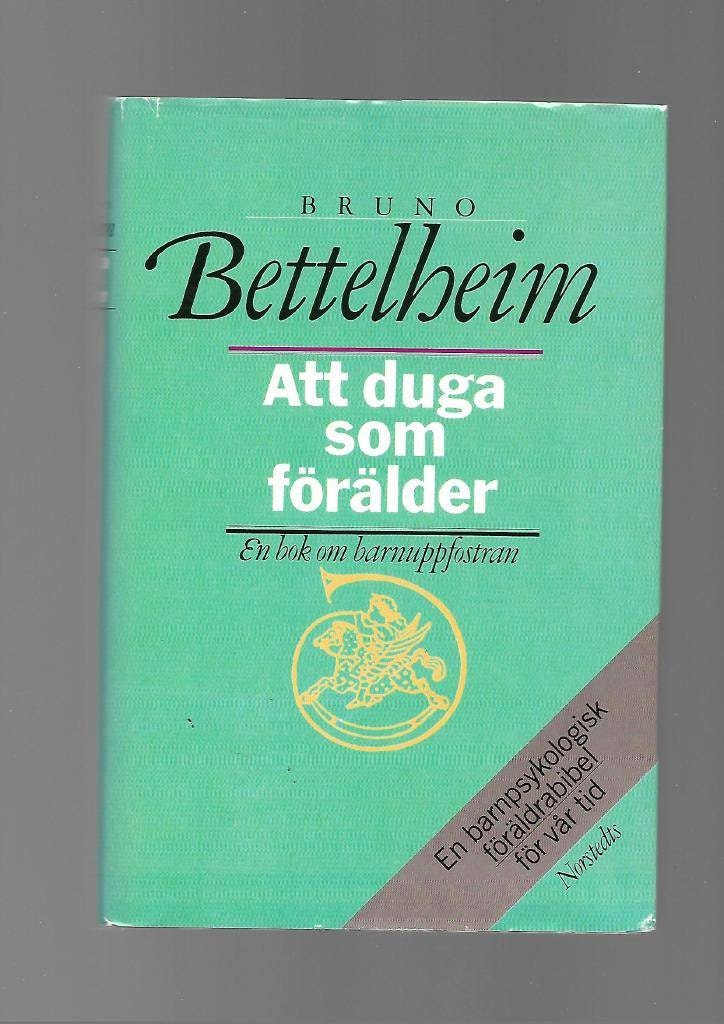 BRUNO
Bettelheim
Att duga
som
förälder
En bok om barnuppfostran
En barnpsykologisk
föräldrabibel
för vår tid
Norstedts